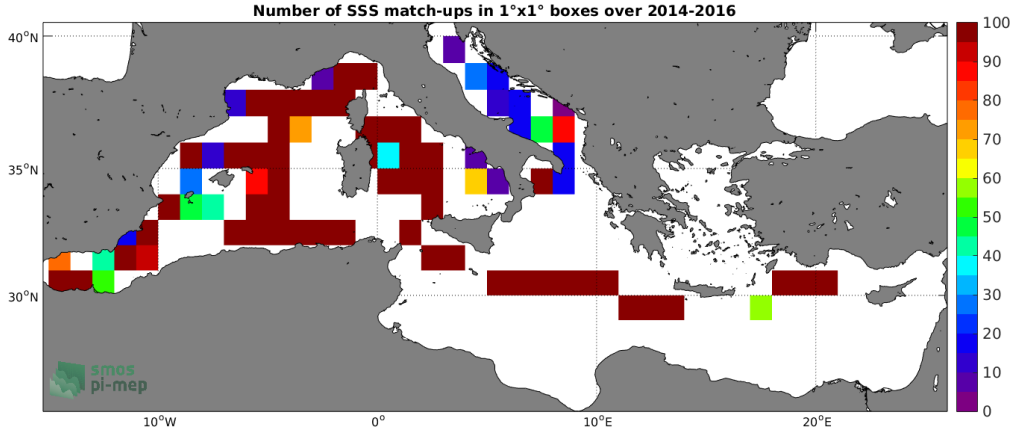 Number of SSS match-ups in 1°x1° boxes over 2014-2016
40°N
35°N
30°N
10°W
0°
10°E
20°E
100
90
80
70
60
50
40
30
20
10
0
smos
pi-mep